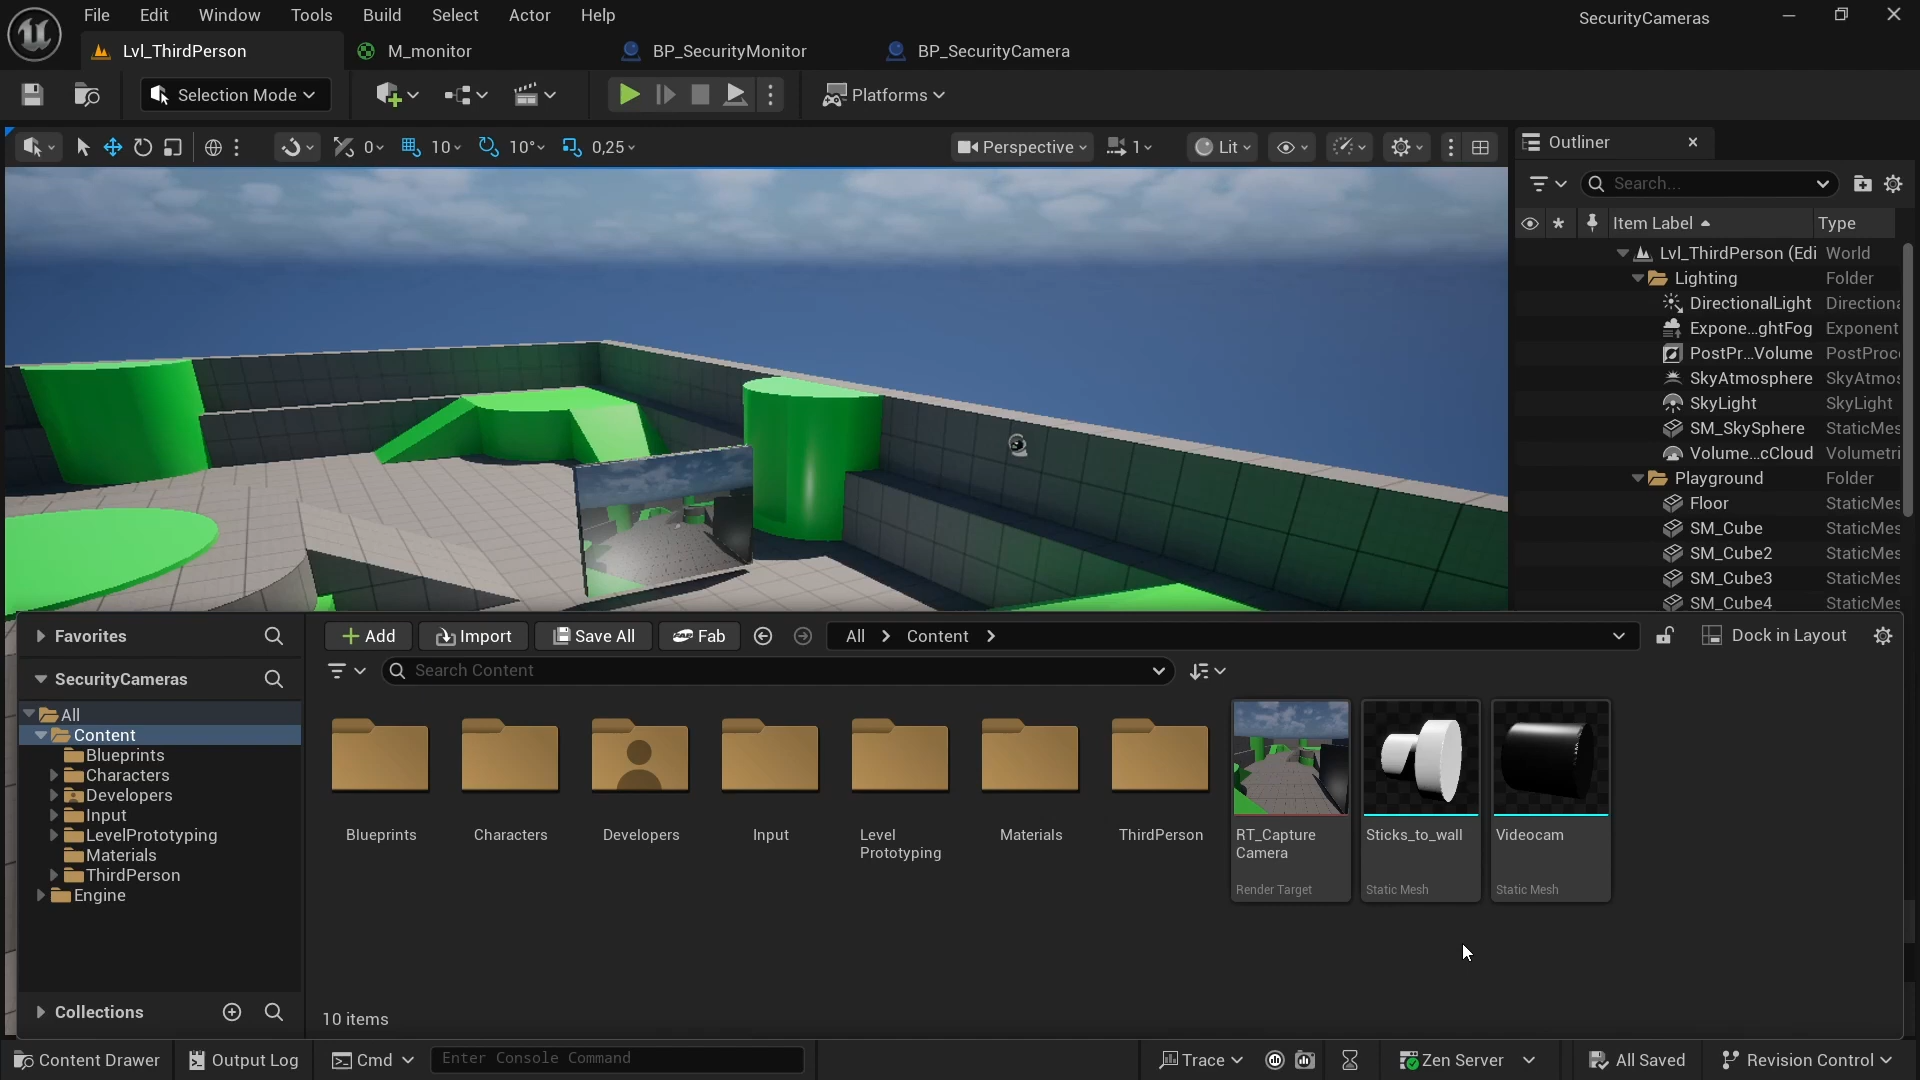 File Edit Window Tools Build Select Actor Help
SecurityCameras
Lvl_ThirdPerson M_monitor BP_SecurityMonitor BP_SecurityCamera
Selection Mode Platforms
0 10 10° 0,25 Perspective 1 Lit
Outliner
Search...
Item Label Type
Lvl_ThirdPerson (Edi World
Lighting Folder
DirectionalLight Directiona
Expone...ghtFog Exponent
PostPr...Volume PostProc
SkyAtmosphere SkyAtmos
SkyLight SkyLight
SM_SkySphere StaticMes
Volume...cCloud Volumetri
Playground Folder
Floor StaticMes
SM_Cube StaticMes
SM_Cube2 StaticMes
SM_Cube3 StaticMes
SM_Cube4 StaticMes
Favorites
Add Import Save All Fab All Content Dock in Layout
Search Content
SecurityCameras
All
Content
Blueprints
Characters
Developers
Input
LevelPrototyping
Materials
ThirdPerson
Engine
Collections
Blueprints
Characters
Developers
Input
Level
Prototyping
Materials
ThirdPerson
RT_Capture
Camera
Render Target
Sticks_to_wall
Static Mesh
Videocam
Static Mesh
10 items
Content Drawer Output Log Cmd Enter Console Command Trace Zen Server All Saved Revision Control